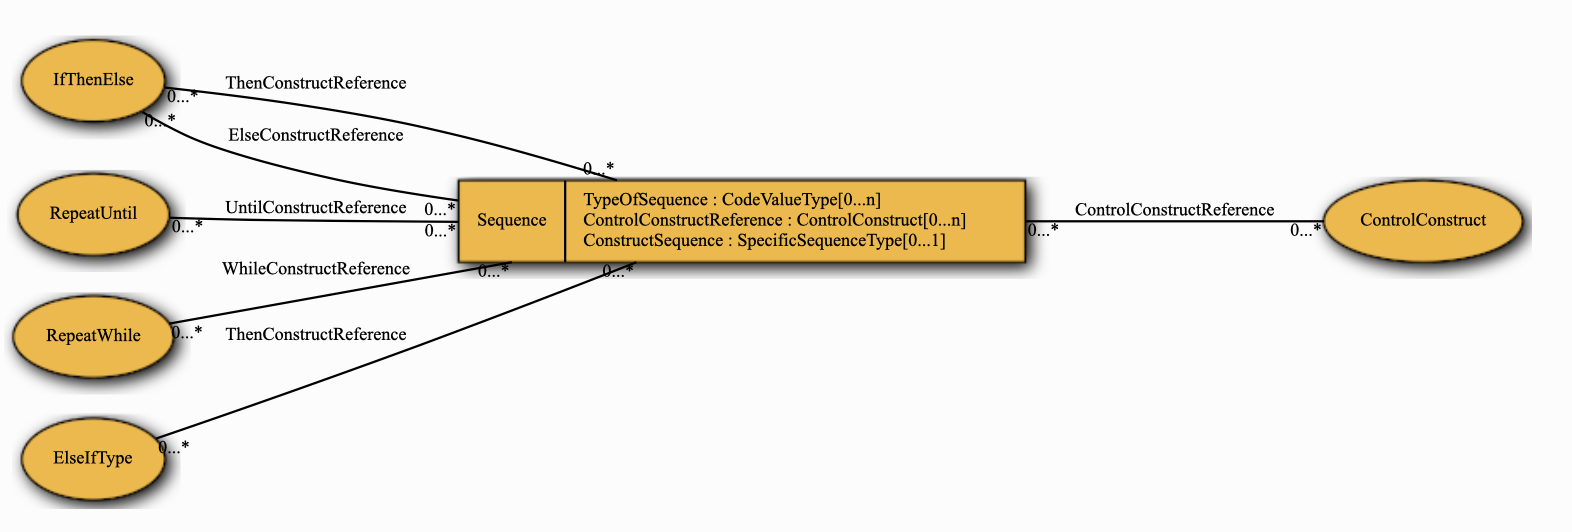 IfThenElse
ThenConstructReference
0...*
0...*
ElseConstructReference
0...*
RepeatUntil
UntilConstructReference
0...*
0...*
0...*
Sequence
TypeOfSequence : CodeValueType[0...n]
ControlConstructReference : ControlConstruct[0...n]
ConstructSequence : SpecificSequenceType[0...1]
ControlConstructReference
0...*
0...*
ControlConstruct
WhileConstructReference
0...*
0...*
RepeatWhile
0...*
ThenConstructReference
ElseIfType
0...*